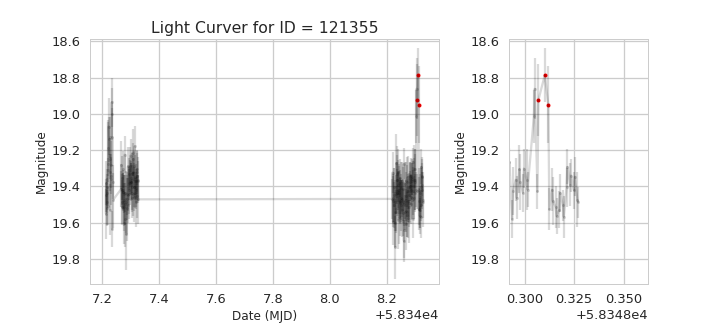 Light Curver for ID = 121355
18.6
18.8
19.0
19.2
19.4
19.6
19.8
Magnitude
7.2 7.4 7.6 7.8 8.0 8.2
Date (MJD) +5.834e4
18.6
18.8
19.0
19.2
19.4
19.6
19.8
Magnitude
0.300 0.325 0.350
+5.8348e4